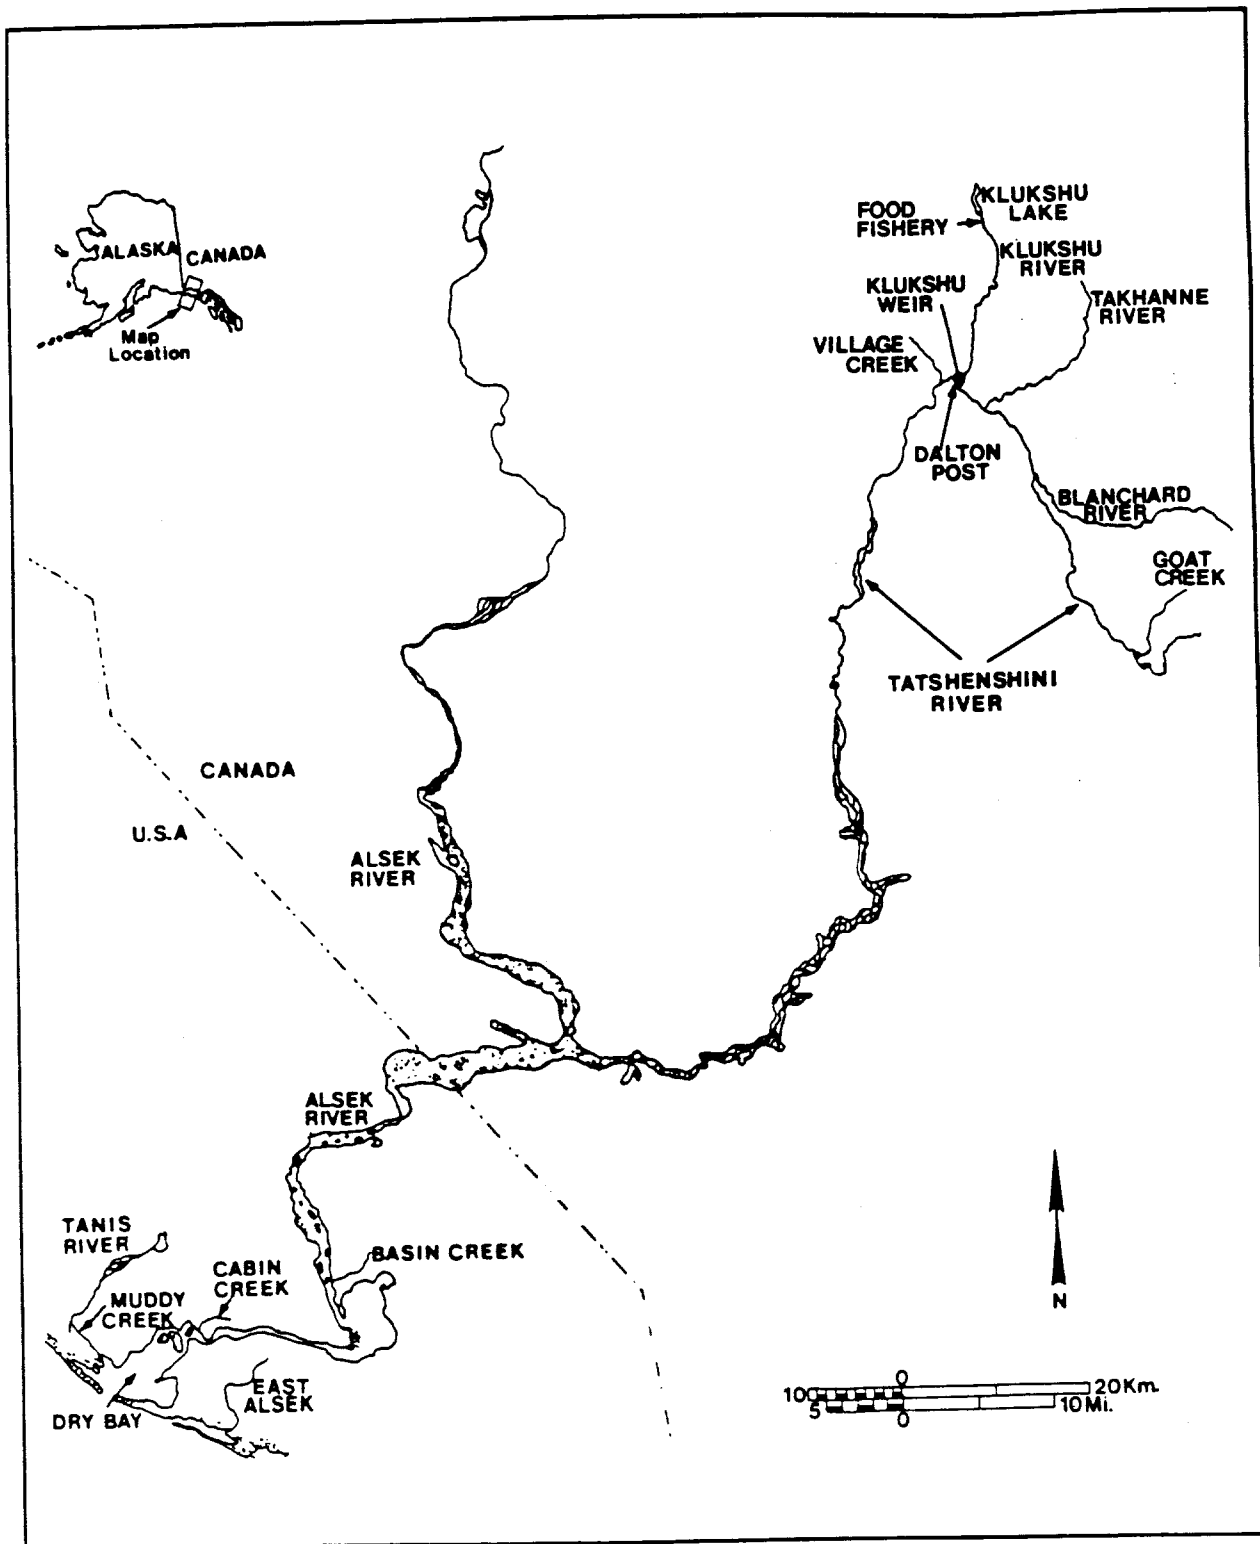 ALASKA
CANADA
Map
Location
FOOD
FISHERY
KLUKSHU
LAKE
KLUKSHU
RIVER
KLUKSHU
WEIR
TAKHANNE
RIVER
VILLAGE
CREEK
DALTON
POST
BLANCHARD
RIVER
GOAT
CREEK
TATSHENSHINI
RIVER
CANADA
U.S.A
ALSEK
RIVER
ALSEK
RIVER
TANIS
RIVER
BASIN CREEK
CABIN
CREEK
MUDDY
CREEK
EAST
ALSEK
DRY BAY
N
0
10 20Km.
5 10Mi.
0